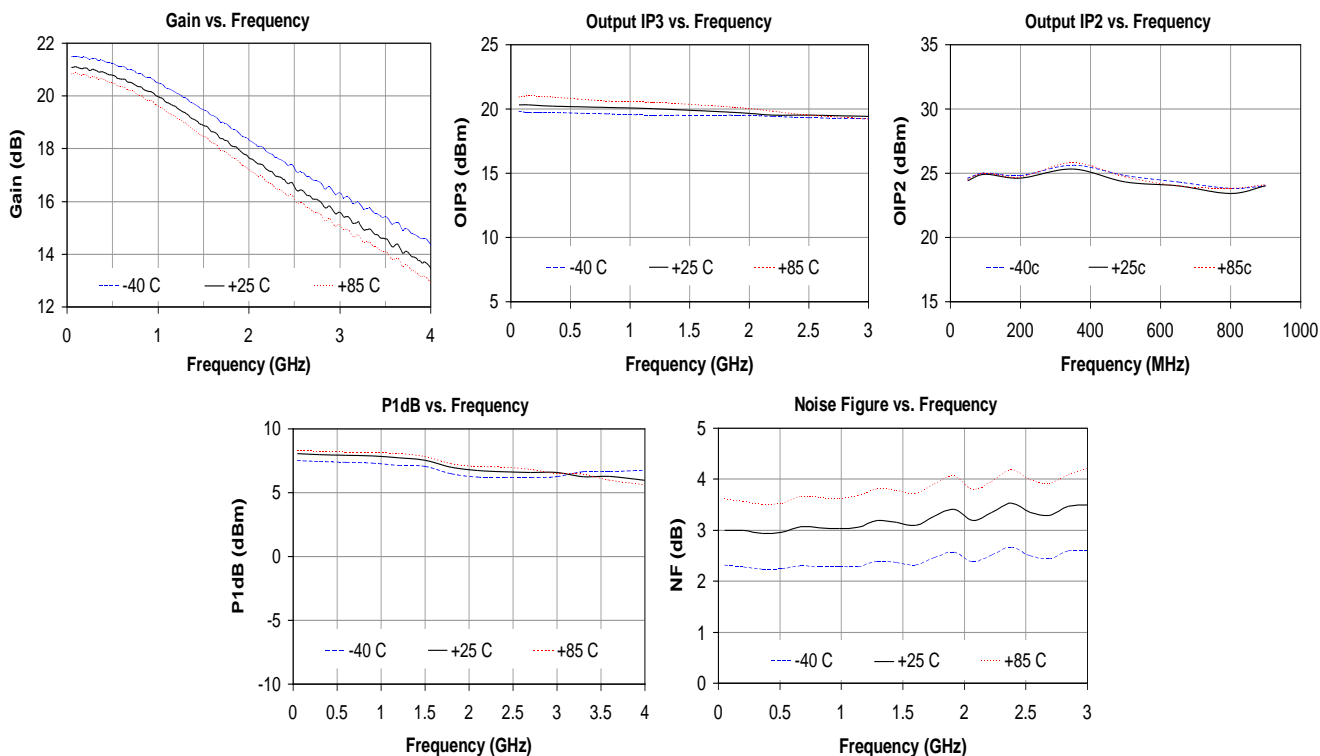 Gain vs. Frequency
22
20
18
16
14
12
Gain (dB)
-40 C +25 C +85 C
0 1 2 3 4
Frequency (GHz)
Output IP3 vs. Frequency
25
20
15
10
5
OIP3 (dBm)
-40 C +25 C +85 C
0 0.5 1 1.5 2 2.5 3
Frequency (GHz)
Output IP2 vs. Frequency
35
30
25
20
15
OIP2 (dBm)
-40c +25c +85c
0 200 400 600 800 1000
Frequency (MHz)
P1dB vs. Frequency
10
5
0
-5
-10
P1dB (dBm)
-40 C +25 C +85 C
0 0.5 1 1.5 2 2.5 3 3.5 4
Frequency (GHz)
Noise Figure vs. Frequency
5
4
3
2
1
0
NF (dB)
-40 C +25 C +85 C
0 0.5 1 1.5 2 2.5 3
Frequency (GHz)